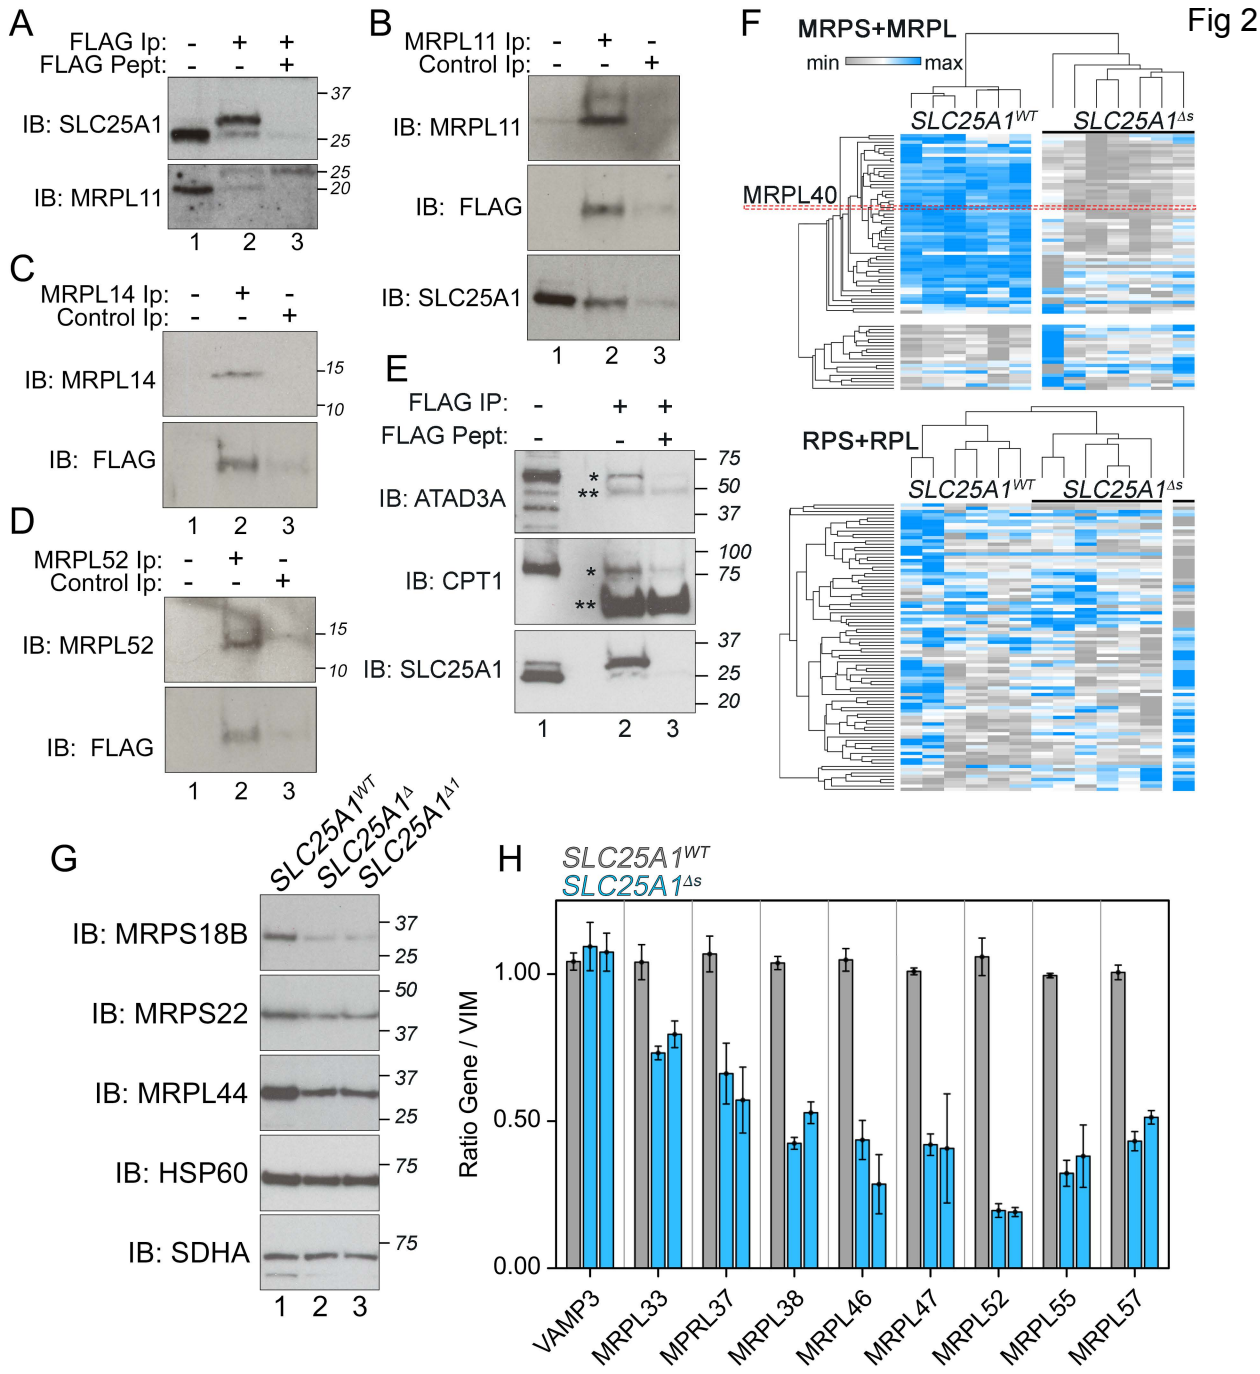 Fig 2
A
FLAG Ip: - + +
FLAG Pept: - - +
IB: SLC25A1
37
25
IB: MRPL11
25
20
1 2 3
B
MRPL11 Ip: - + -
Control Ip: - - +
IB: MRPL11
IB: FLAG
IB: SLC25A1
1 2 3
C
MRPL14 Ip: - + -
Control Ip: - - +
IB: MRPL14
15
10
IB: FLAG
1 2 3
D
MRPL52 Ip: - + -
Control Ip: - - +
IB: MRPL52
15
10
IB: FLAG
1 2 3
E
FLAG IP: - + +
FLAG Pept: - - +
IB: ATAD3A
*
**
75
50
37
IB: CPT1
*
**
100
75
IB: SLC25A1
37
25
20
1 2 3
F
MRPS+MRPL
min max
SLC25A1WT SLC25A1Δs
MRPL40
RPS+RPL
SLC25A1WT SLC25A1Δs
G
SLC25A1WT
SLC25A1Δ
SLC25A1Δ1
IB: MRPS18B
37
25
IB: MRPS22
50
37
IB: MRPL44
37
25
IB: HSP60
75
IB: SDHA
75
1 2 3
H
SLC25A1WT
SLC25A1Δs
Ratio Gene / VIM
1.00
0.50
0.00
VAMP3
MRPL33
MPRL37
MRPL38
MRPL46
MRPL47
MRPL52
MRPL55
MRPL57